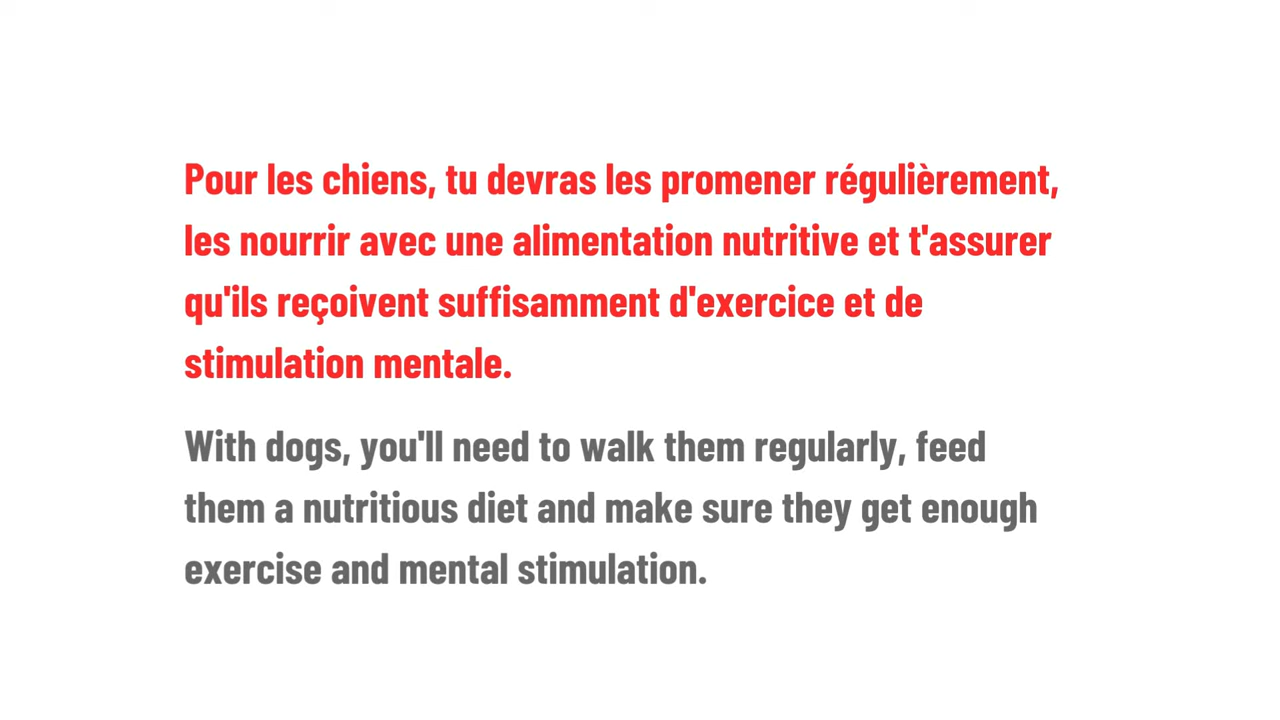 Pour les chiens, tu devras les promener régulièrement,
les nourrir avec une alimentation nutritive et t'assurer
qu'ils reçoivent suffisamment d'exercice et de
stimulation mentale.
With dogs, you'll need to walk them regularly, feed
them a nutritious diet and make sure they get enough
exercise and mental stimulation.